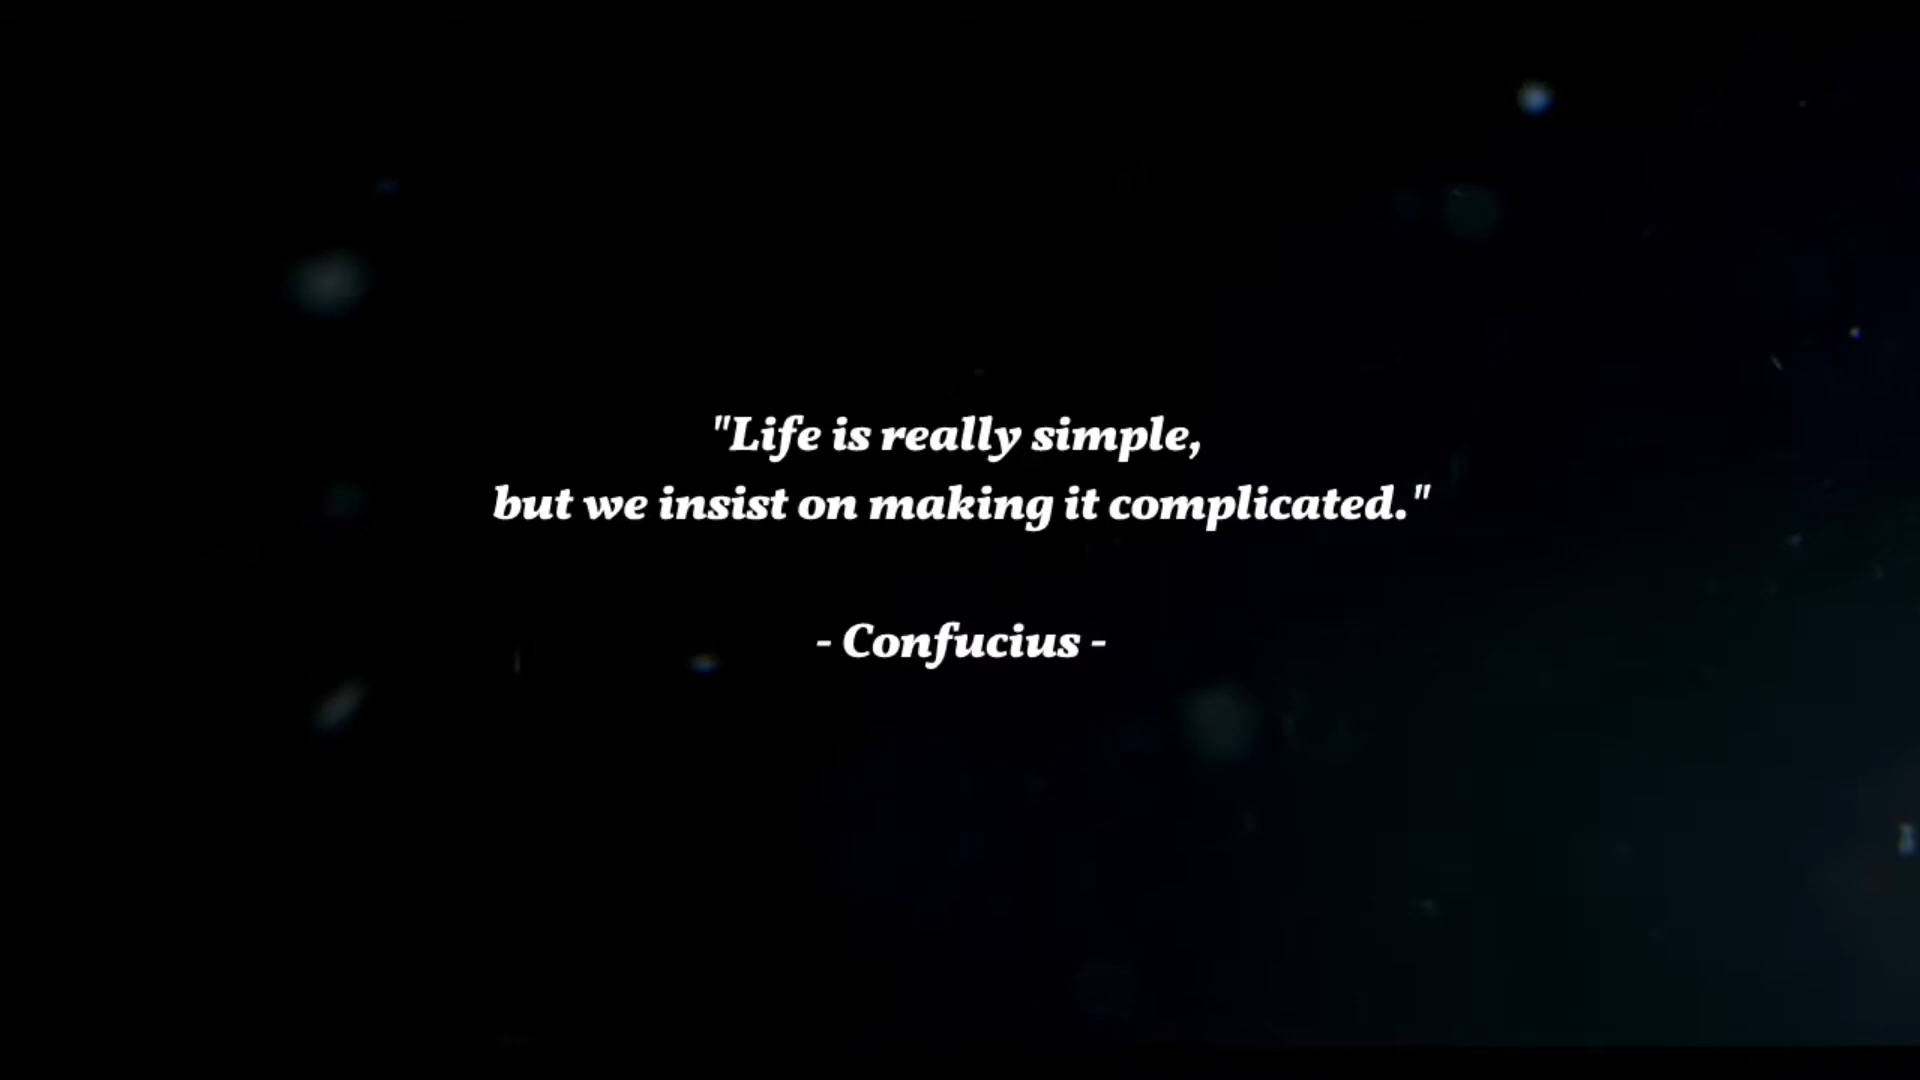 "Life is really simple,
but we insist on making it complicated."
- Confucius -